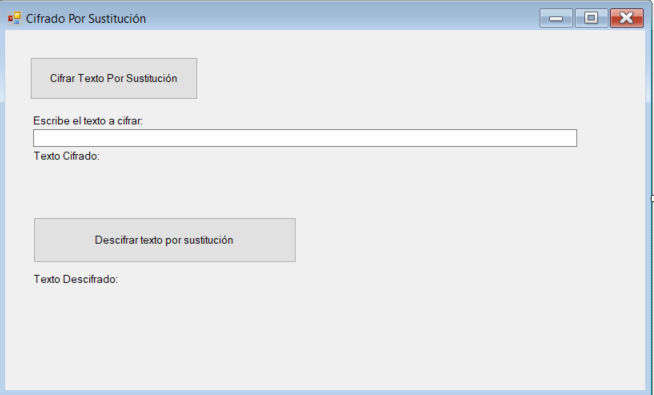 Cifrado Por Sustitución
Cifrar Texto Por Sustitución
Escribe el texto a cifrar:
Texto Cifrado:
Descifrar texto por sustitución
Texto Descifrado: